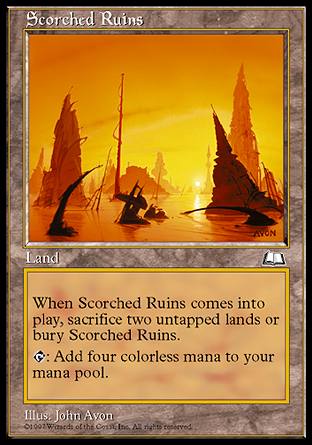 Scorched Ruins
AVON
Land
When Scorched Ruins comes into
play, sacrifice two untapped lands or
bury Scorched Ruins.
: Add four colorless mana to your
mana pool.
Illus. John Avon
©1997 Wizards of the Coast, Inc. All rights reserved.